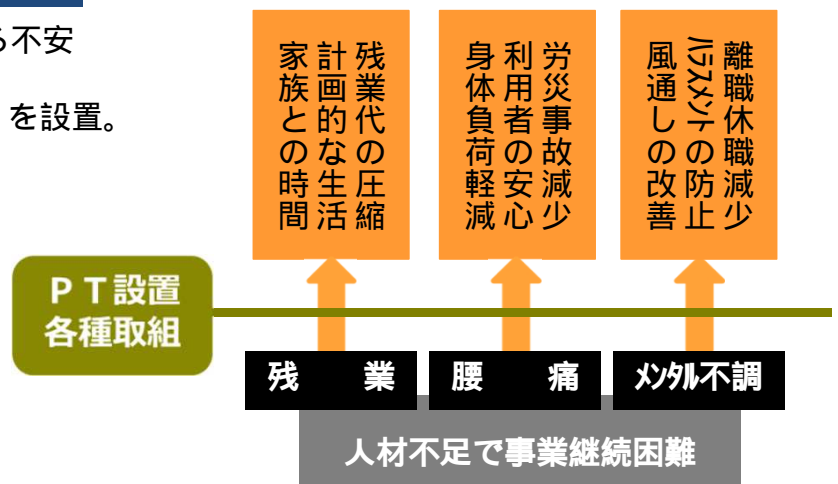 る不安
を設置。
残業代の圧縮
計画的な生活
家族との時間
労災事故減少
利用者の安心
身体負荷軽減
離職休職減少
ﾊﾗｽﾒﾝﾄの防止
風通しの改善
ＰＴ設置
各種取組
残　業
腰　痛
ﾒﾝﾀﾙ不調
人材不足で事業継続困難